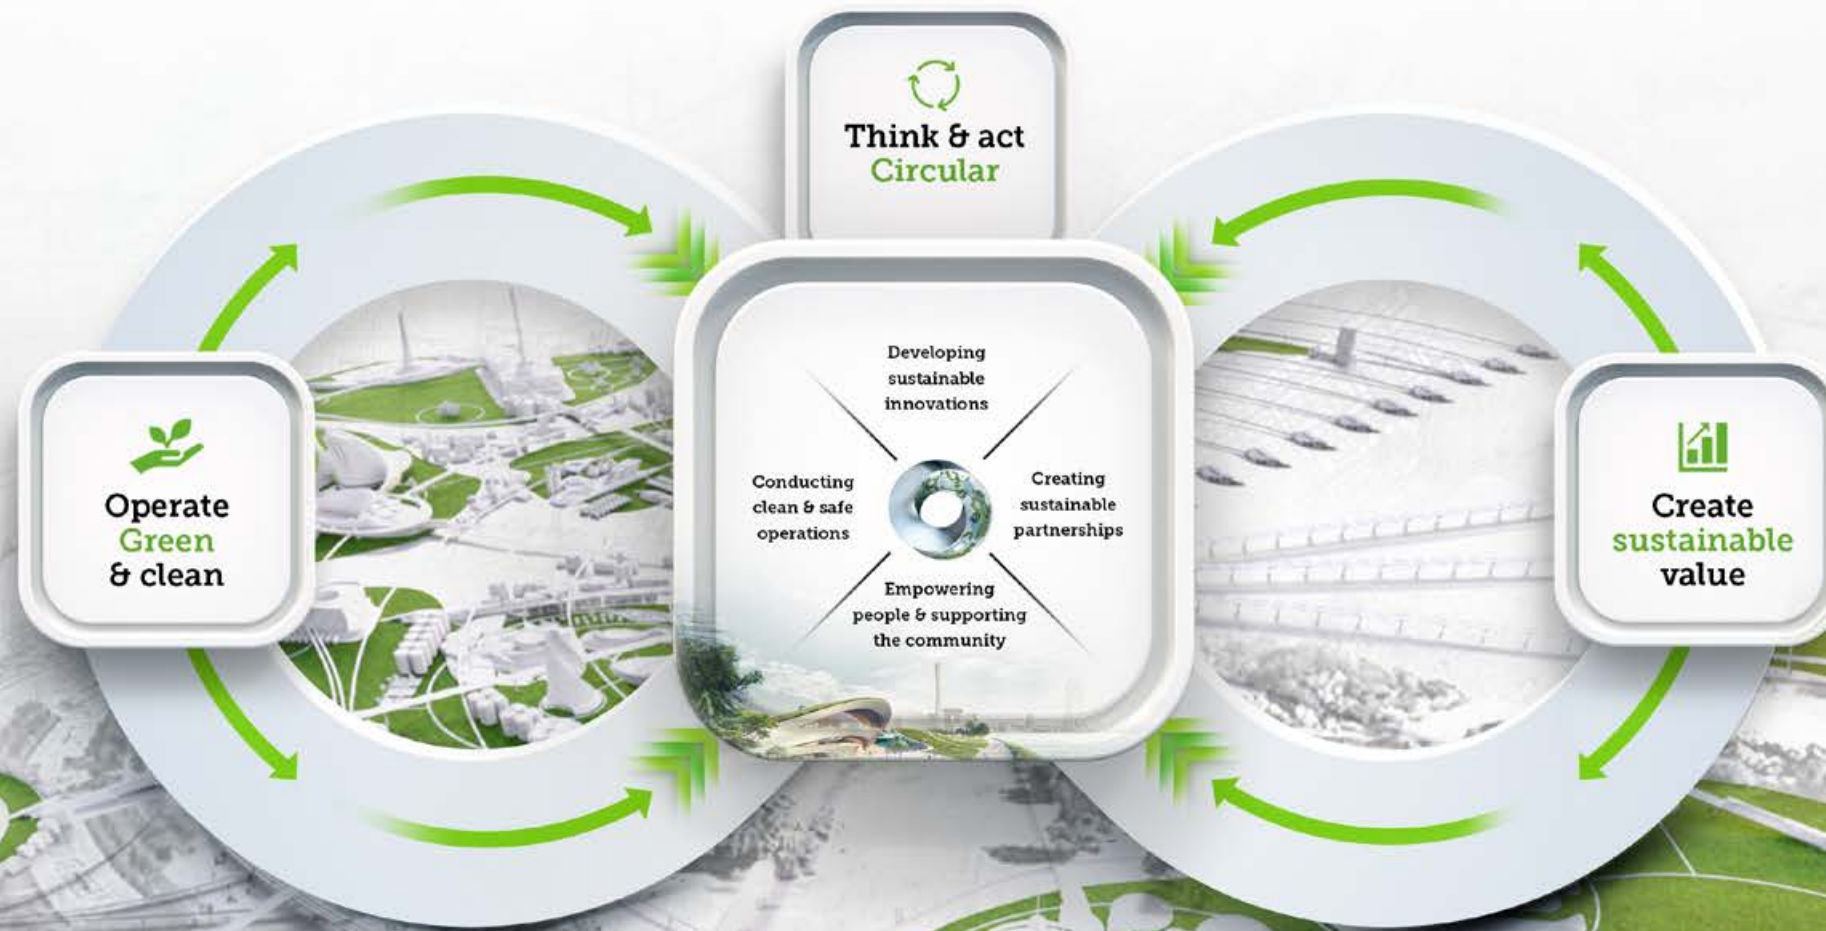 Think & act
Circular
Developing
sustainable
innovations
Conducting
clean & safe
operations
Creating
sustainable
partnerships
Empowering
people & supporting
the community
Operate
Green
& clean
Create
sustainable
value